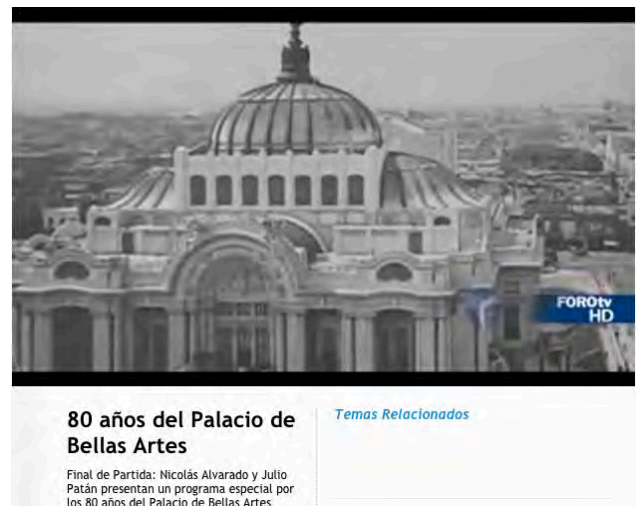 FOROtv
HD
80 años del Palacio de
Bellas Artes
Temas Relacionados
Final de Partida: Nicolás Alvarado y Julio
Patán presentan un programa especial por
los 80 años del Palacio de Bellas Artes